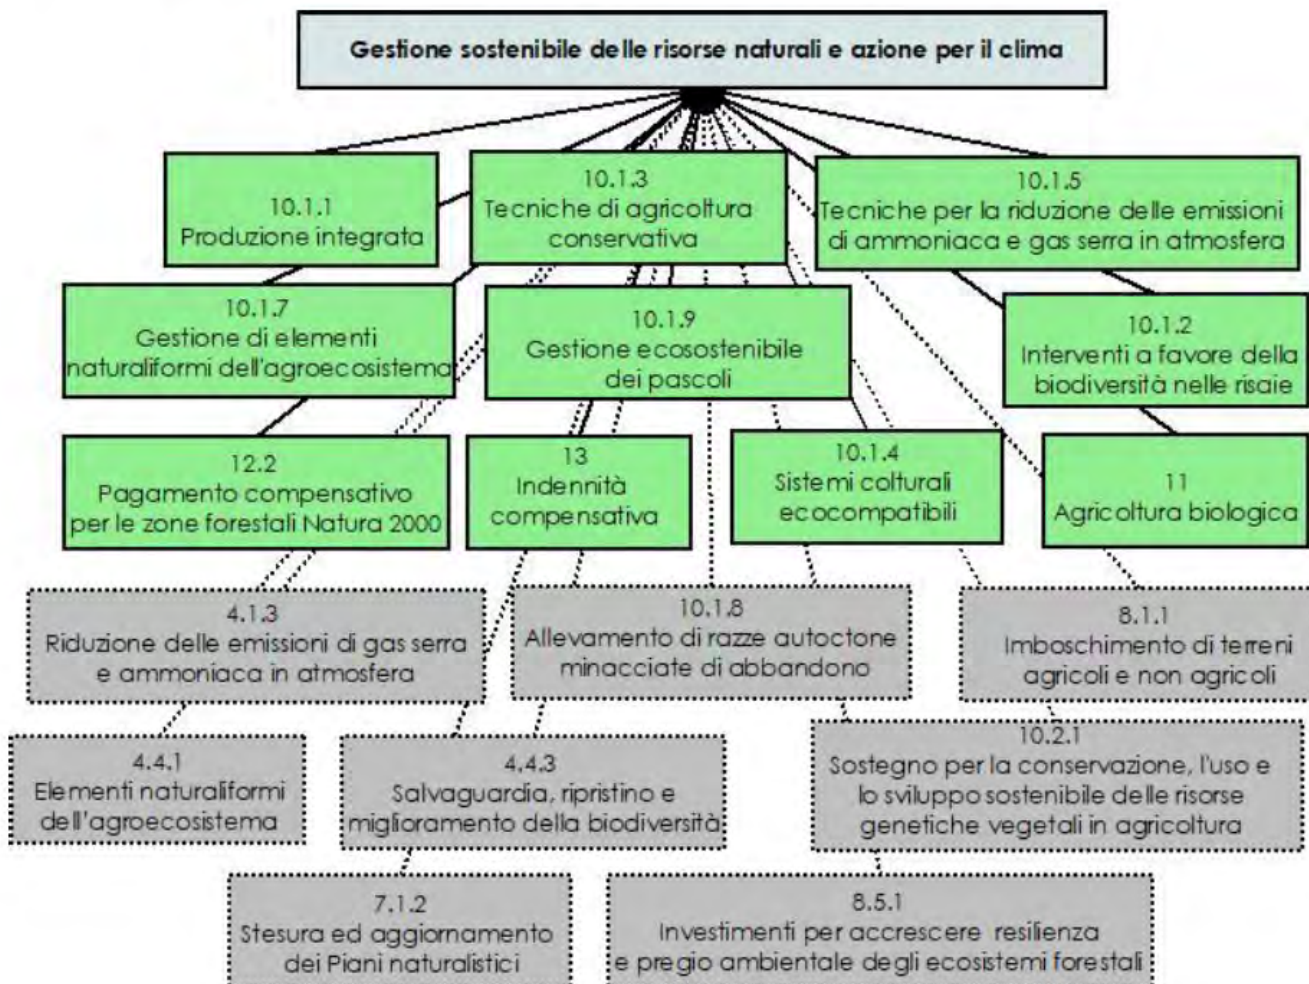 Gestione sostenibile delle risorse naturali e azione per il clima
10.1.1
Produzione integrata
10.1.3
Tecniche di agricoltura
conservativa
10.1.5
Tecniche per la riduzione delle emissioni
di ammoniaca e gas serra in atmosfera
10.1.7
Gestione di elementi
naturaliformi dell'agroecosistema
10.1.9
Gestione ecosostenibile
dei pascoli
10.1.2
Interventi a favore della
biodiversità nelle risaie
12.2
Pagamento compensativo
per le zone forestali Natura 2000
13
Indennità
compensativa
10.1.4
Sistemi colturali
ecocompatibili
11
Agricoltura biologica
4.1.3
Riduzione delle emissioni di gas serra
e ammoniaca in atmosfera
10.1.8
Allevamento di razze autoctone
minacciate di abbandono
8.1.1
Imboschimento di terreni
agricoli e non agricoli
4.4.1
Elementi naturaliformi
dell'agroecosistema
4.4.3
Salvaguardia, ripristino e
miglioramento della biodiversità
10.2.1
Sostegno per la conservazione, l'uso e
lo sviluppo sostenibile delle risorse
genetiche vegetali in agricoltura
7.1.2
Stesura ed aggiornamento
dei Piani naturalistici
8.5.1
Investimenti per accrescere resilienza
e pregio ambientale degli ecosistemi forestali